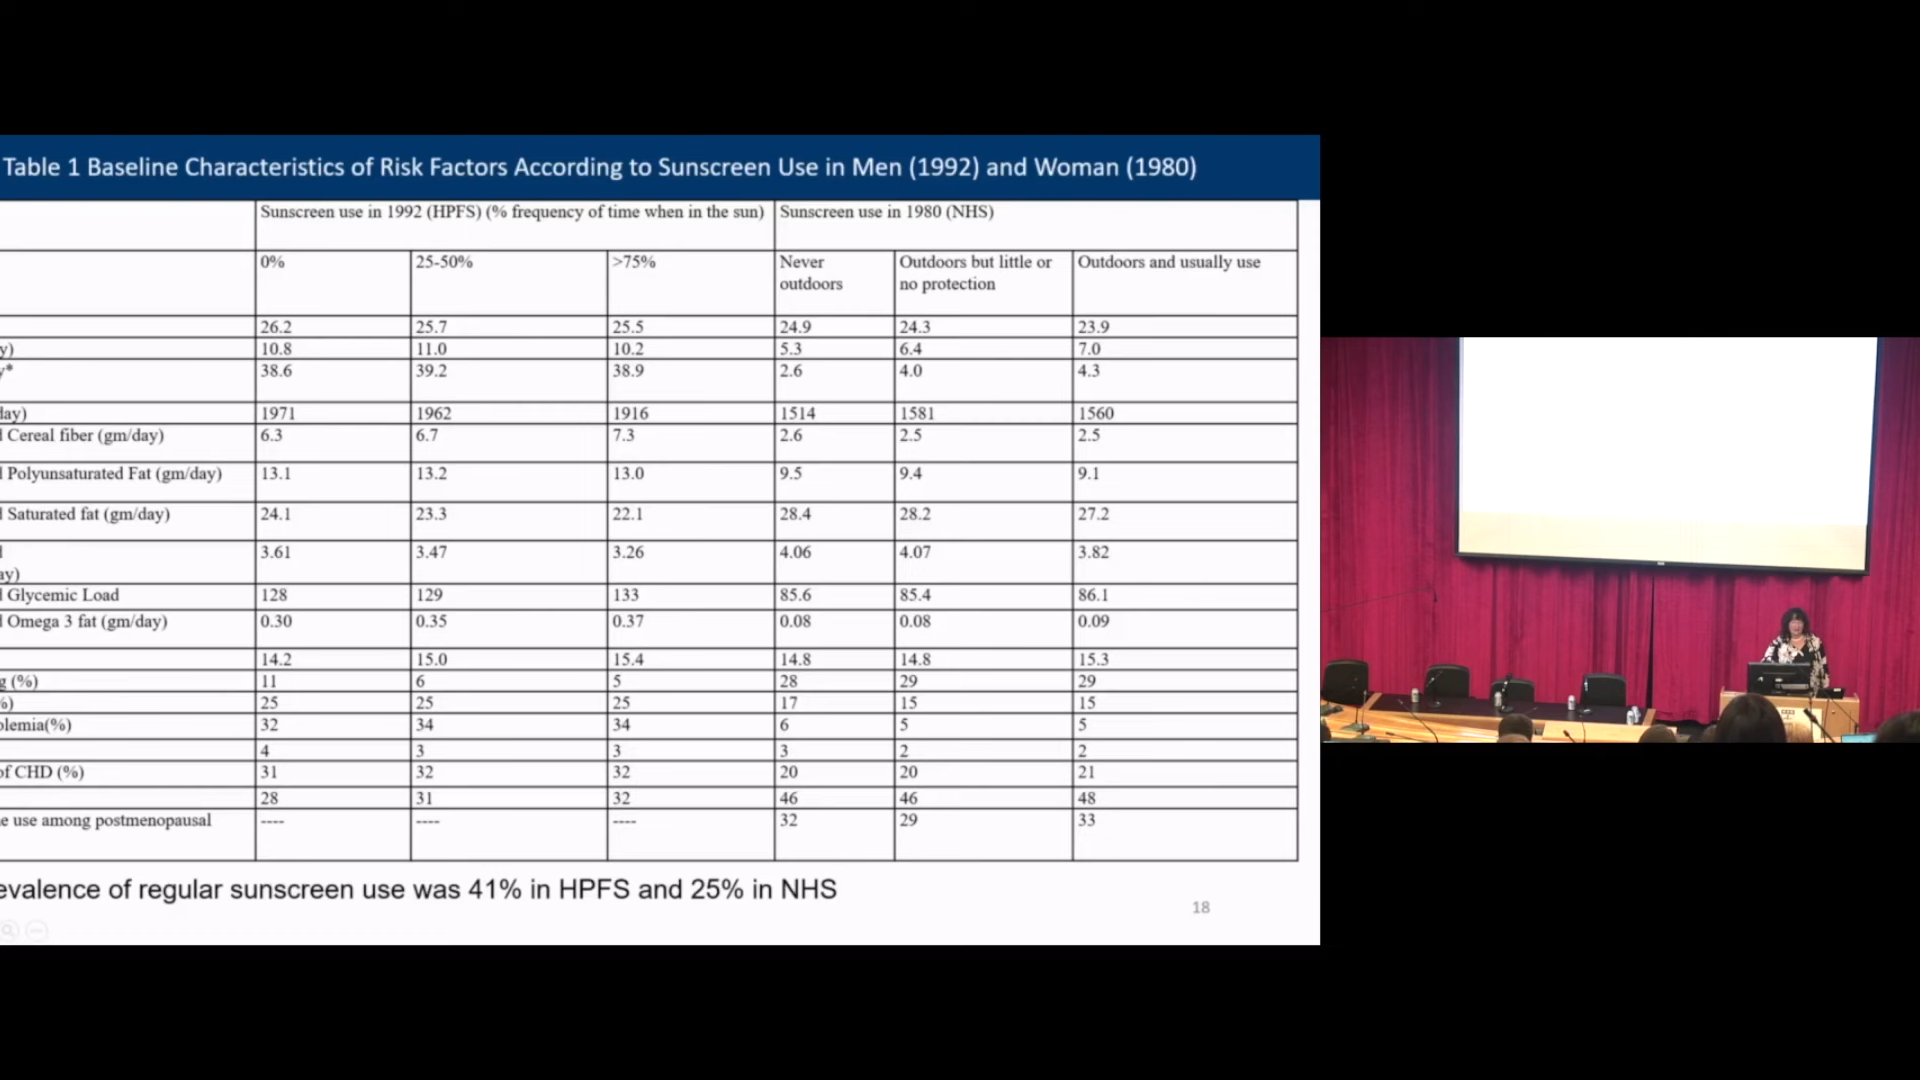 Table 1 Baseline Characteristics of Risk Factors According to Sunscreen Use in Men (1992) and Woman (1980)
Sunscreen use in 1992 (HPFS) (% frequency of time when in the sun) Sunscreen use in 1980 (NHS)
0% 25-50% >75% Never outdoors Outdoors but little or no protection Outdoors and usually use
26.2 25.7 25.5 24.9 24.3 23.9
y) 10.8 11.0 10.2 5.3 6.4 7.0
y* 38.6 39.2 38.9 2.6 4.0 4.3
day) 1971 1962 1916 1514 1581 1560
d Cereal fiber (gm/day) 6.3 6.7 7.3 2.6 2.5 2.5
d Polyunsaturated Fat (gm/day) 13.1 13.2 13.0 9.5 9.4 9.1
d Saturated fat (gm/day) 24.1 23.3 22.1 28.4 28.2 27.2
d ay) 3.61 3.47 3.26 4.06 4.07 3.82
d Glycemic Load 128 129 133 85.6 85.4 86.1
d Omega 3 fat (gm/day) 0.30 0.35 0.37 0.08 0.08 0.09
14.2 15.0 15.4 14.8 14.8 15.3
g (%) 11 6 5 28 29 29
%) 25 25 25 17 15 15
olemia(%) 32 34 34 6 5 5
4 3 3 3 2 2
of CHD (%) 31 32 32 20 20 21
28 31 32 46 46 48
e use among postmenopausal ---- ---- ---- 32 29 33
evalence of regular sunscreen use was 41% in HPFS and 25% in NHS
18